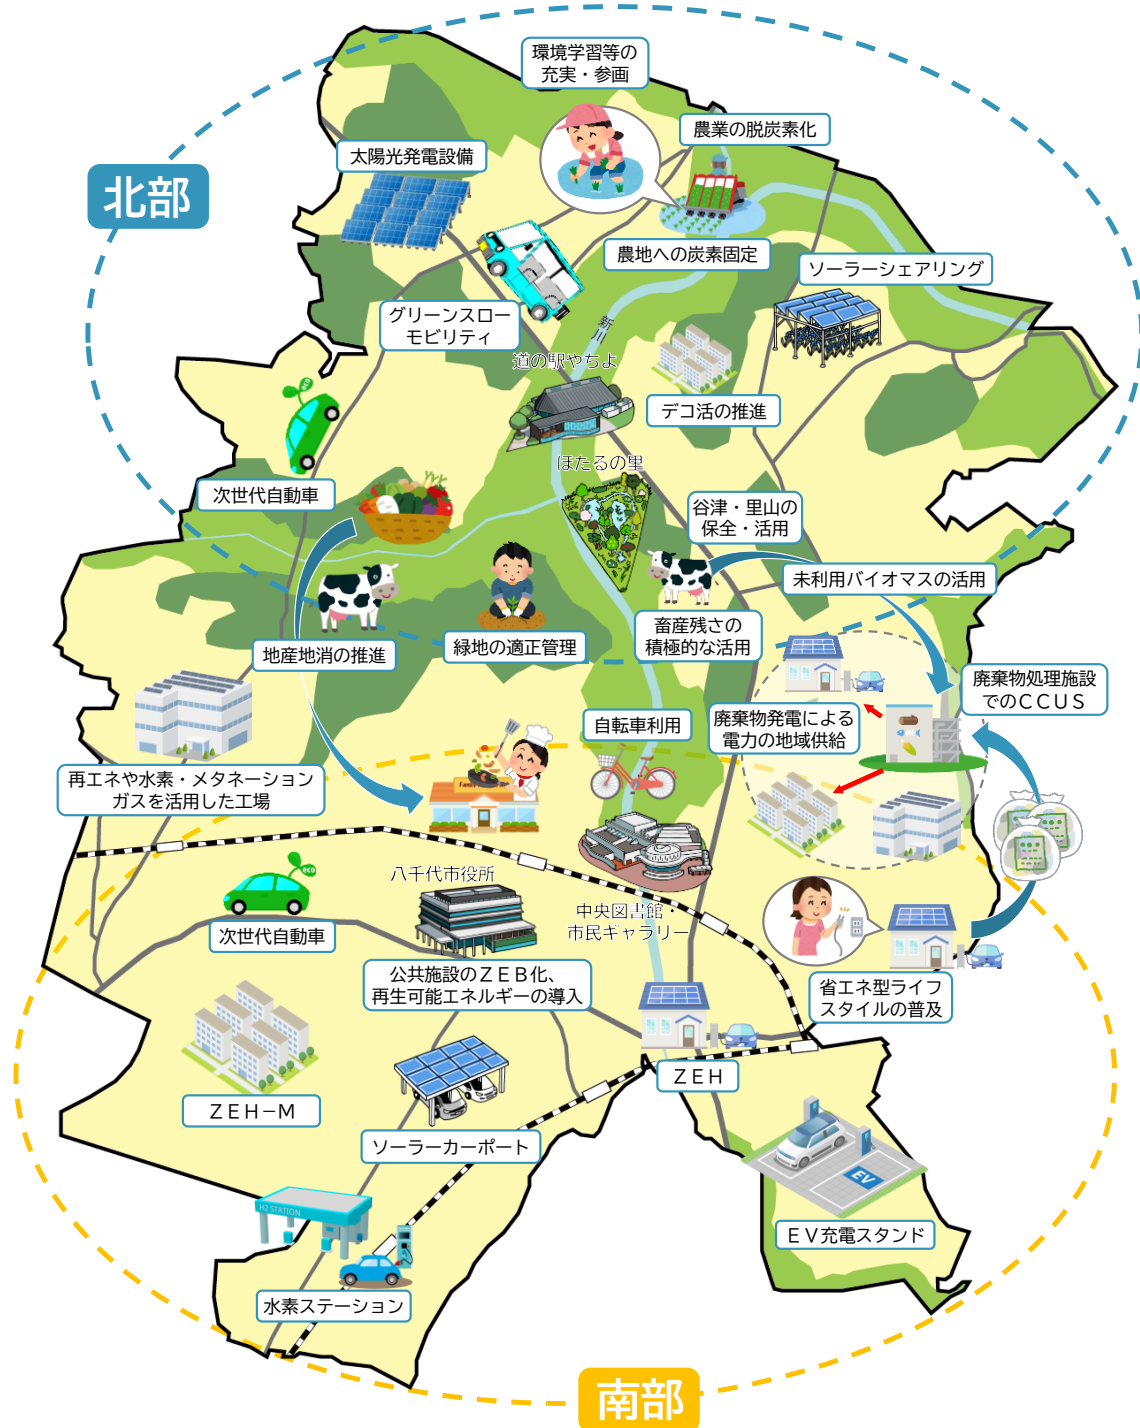 環境学習等の
充実・参画
農業の脱炭素化
太陽光発電設備
北部
農地への炭素固定
ソーラーシェアリング
グリーンスロー
モビリティ
新川
道の駅やちよ
デコ活の推進
eco
ほたるの里
次世代自動車
谷津・里山の
保全・活用
未利用バイオマスの活用
畜産残さの
積極的な活用
緑地の適正管理
地産地消の推進
廃棄物処理施設
でのCCUS
自転車利用
廃棄物発電による
電力の地域供給
再エネや水素・メタネーション
ガスを活用した工場
八千代市役所
eco
中央図書館・
市民ギャラリー
次世代自動車
公共施設のＺＥＢ化、
再生可能エネルギーの導入
省エネ型ライフ
スタイルの普及
ＺＥＨ
ＺＥＨ－Ｍ
ソーラーカーポート
EV
H2 STATION
ＥＶ充電スタンド
水素ステーション
南部